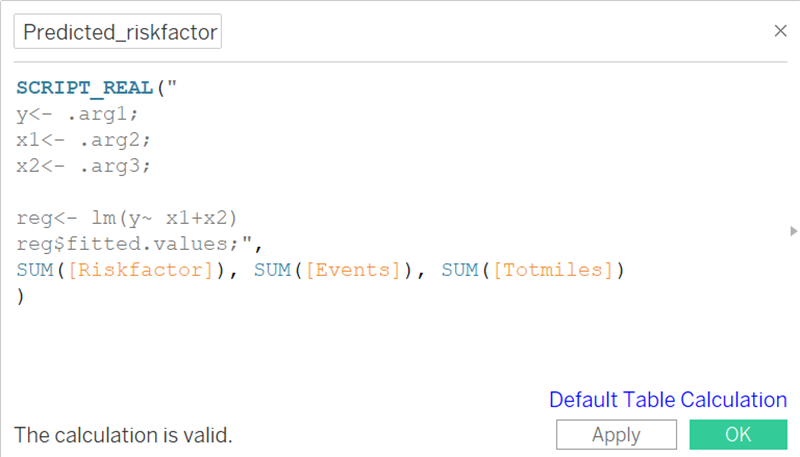 Predicted_riskfactor
SCRIPT_REAL("
y<- .arg1;
x1<- .arg2;
x2<- .arg3;
reg<- lm(y~ x1+x2)
reg$fitted.values;",
SUM([Riskfactor]), SUM([Events]), SUM([Totmiles])
)
Default Table Calculation
The calculation is valid.
Apply
OK